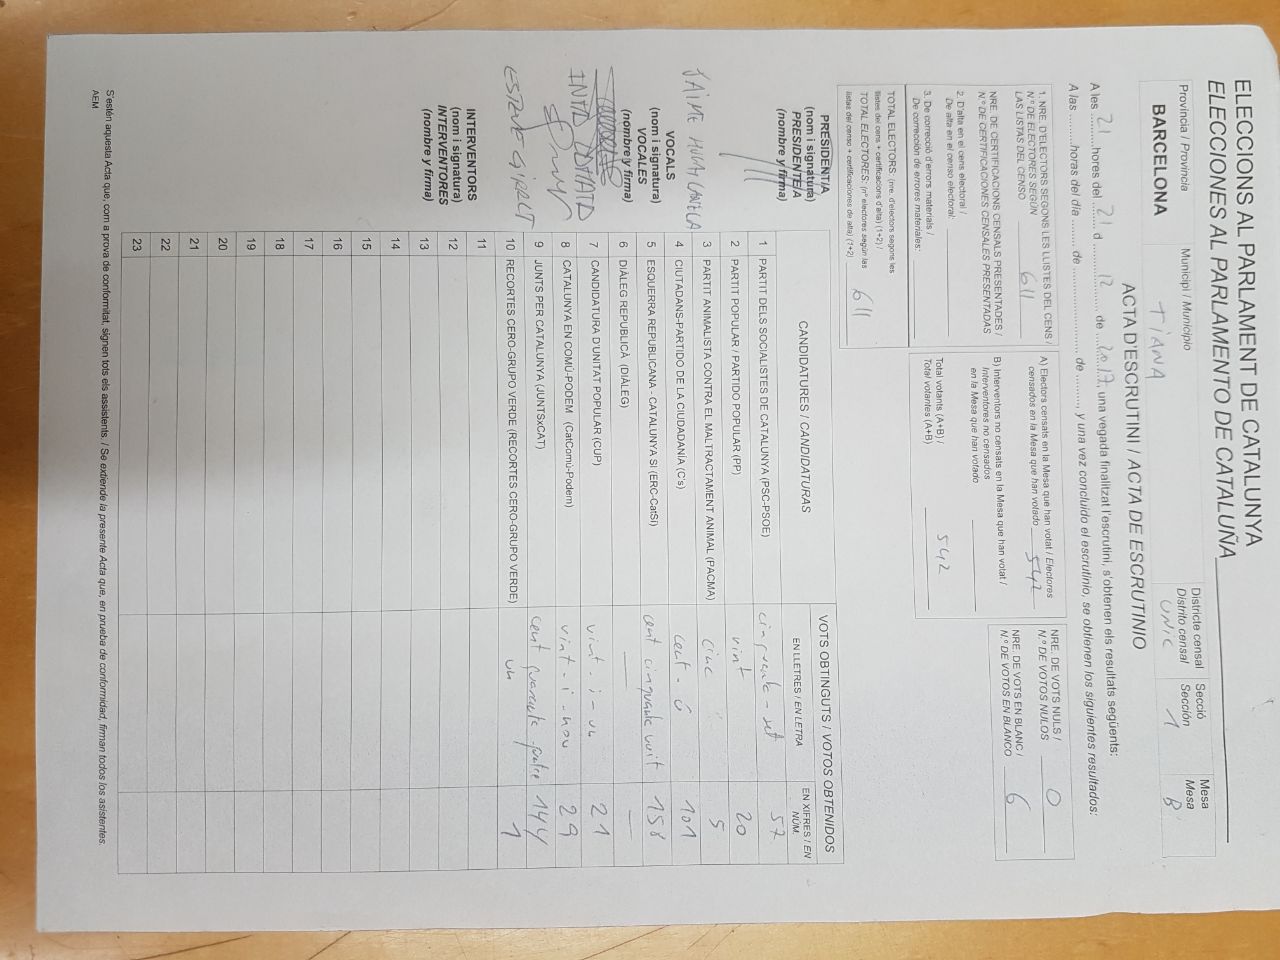 ELECCIONS AL PARLAMENT DE CATALUNYA
ELECCIONES AL PARLAMENTO DE CATALUÑA
Província / Provincia
BARCELONA
Municipi / Municipio
TIANA
Districte censal
Distrito censal
UNIC
Secció
Sección
1
Mesa
Mesa
B
ACTA D'ESCRUTINI / ACTA DE ESCRUTINIO
A les 21 hores del 21 d 12 de 2017, una vegada finalitzat l'escrutini, s'obtenen els resultats següents:
A las ........ horas del día ........ de ........ de ........, y una vez concluido el escrutinio, se obtienen los siguientes resultados:
1. NRE. D'ELECTORS SEGONS LES LLISTES DEL CENS /
N.º DE ELECTORES SEGÚN
LAS LISTAS DEL CENSO 611
NRE. DE CERTIFICACIONS CENSALS PRESENTADES /
N.º DE CERTIFICACIONES CENSALES PRESENTADAS
2. D'alta en el cens electoral /
De alta en el censo electoral:
3. De correcció d'errors materials /
De corrección de errores materiales:
TOTAL ELECTORS: (nre. d'electors segons les
llistes del cens + certificacions d'alta) (1+2) /
TOTAL ELECTORES: (nº electores según las
listas del censo + certificaciones de alta) (1+2) 611
A) Electors censats en la Mesa que han votat / Electores
censados en la Mesa que han votado 542
B) Interventors no censats en la Mesa que han votat /
Interventores no censados
en la Mesa que han votado
Total votants (A+B) /
Total votantes (A+B) 542
NRE. DE VOTS NULS /
N.º DE VOTOS NULOS 0
NRE. DE VOTS EN BLANC /
N.º DE VOTOS EN BLANCO 6
PRESIDENT/A
(nom i signatura)
PRESIDENTE/A
(nombre y firma)
JAIME
VOCALS
(nom i signatura)
VOCALES
(nombre y firma)
ESTEVE GIRALT
INTERVENTORS
(nom i signatura)
INTERVENTORES
(nombre y firma)
CANDIDATURES / CANDIDATURAS
VOTS OBTINGUTS / VOTOS OBTENIDOS
EN LLETRES / EN LETRA
EN XIFRES / EN NÚM.
1 PARTIT DELS SOCIALISTES DE CATALUNYA (PSC-PSOE) cinquanta-set 57
2 PARTIT POPULAR / PARTIDO POPULAR (PP) vint 20
3 PARTIT ANIMALISTA CONTRA EL MALTRACTAMENT ANIMAL (PACMA) cinc 5
4 CIUTADANS-PARTIDO DE LA CIUDADANÍA (C's) cent-ú 101
5 ESQUERRA REPUBLICANA - CATALUNYA SÍ (ERC-CatSí) cent cinquanta vuit 158
6 DIÀLEG REPUBLICÀ (DIÀLEG) — —
7 CANDIDATURA D'UNITAT POPULAR (CUP) vint-i-un 21
8 CATALUNYA EN COMÚ-PODEM (CatComú-Podem) vint-i-nou 29
9 JUNTS PER CATALUNYA (JUNTSxCAT) cent quaranta quatre 144
10 RECORTES CERO-GRUPO VERDE (RECORTES CERO-GRUPO VERDE) un 1
11
12
13
14
15
16
17
18
19
20
21
22
23
S'estén aquesta Acta que, com a prova de conformitat, signen tots els assistents. / Se extiende la presente Acta que, en prueba de conformidad, firman todos los asistentes.
AEM